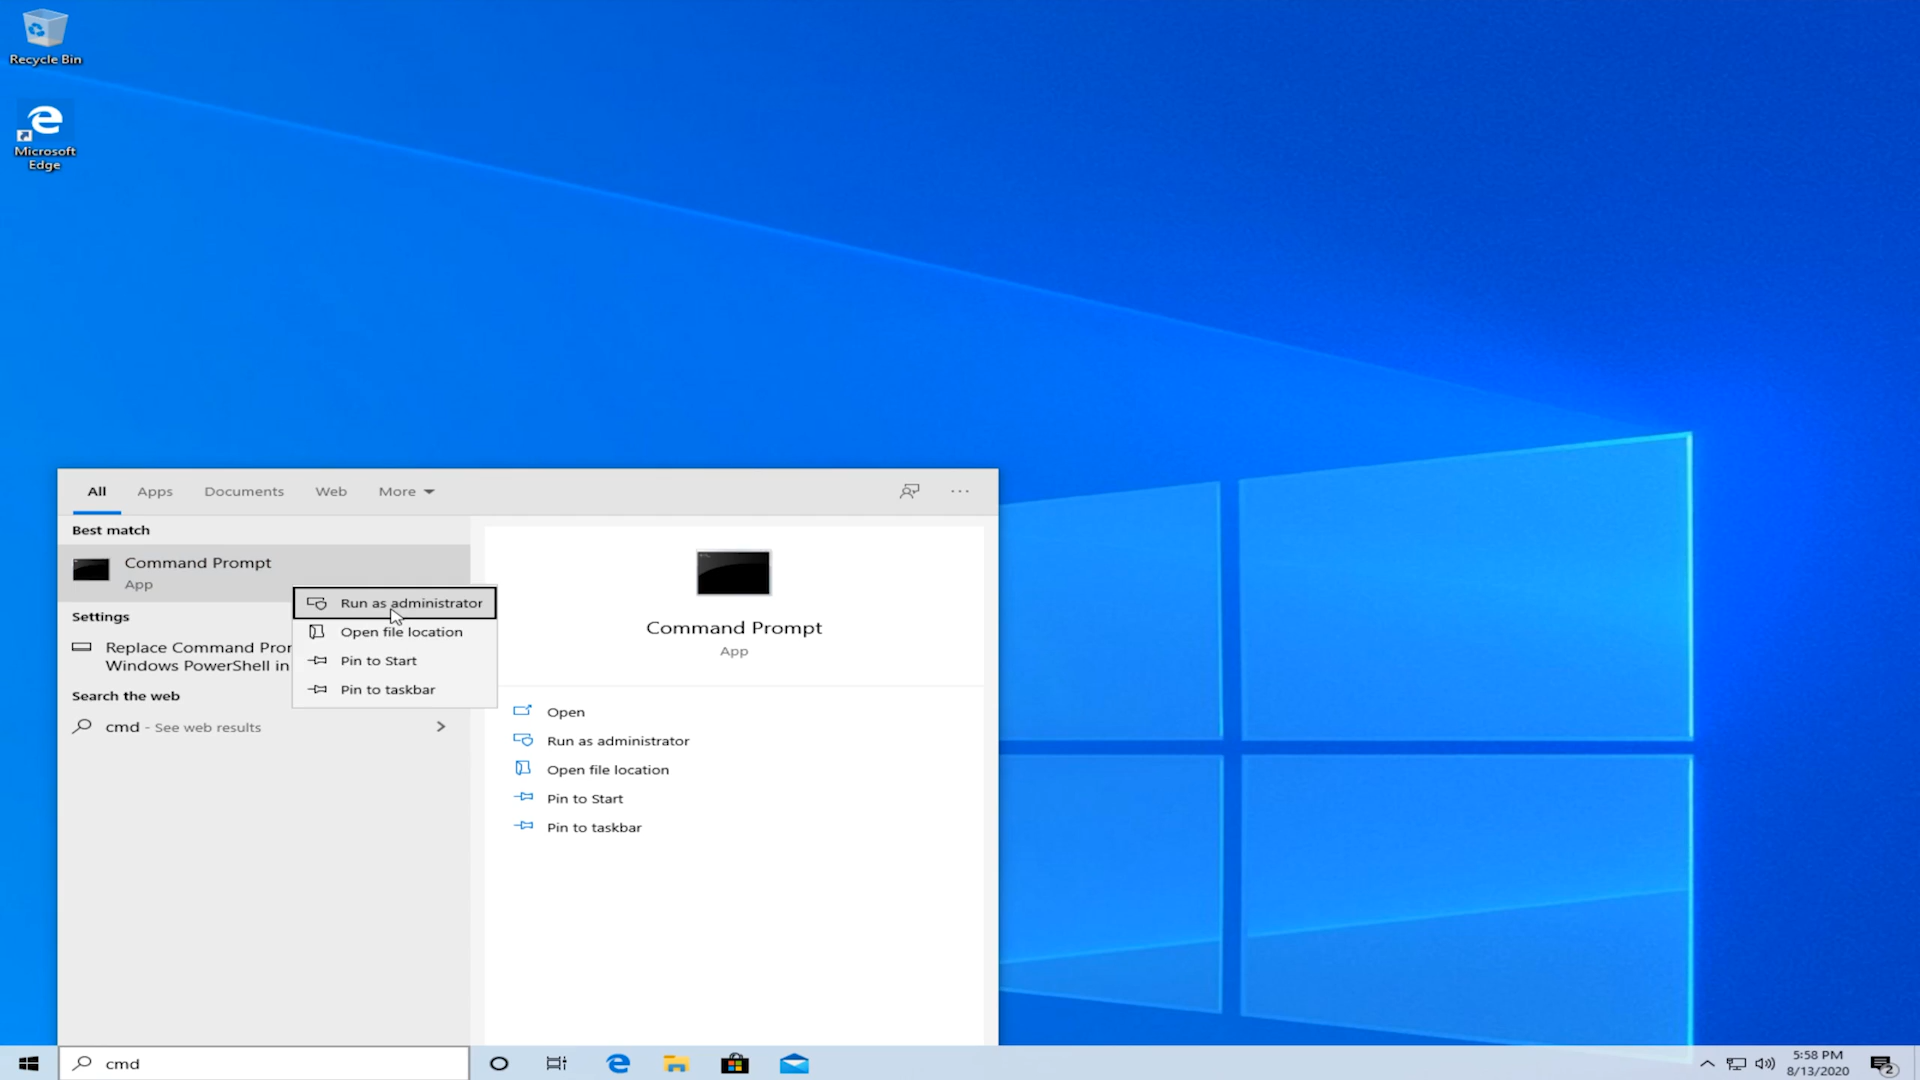 Recycle Bin
Microsoft
Edge
All
Apps
Documents
Web
More
Best match
Command Prompt
App
Run as administrator
Open file location
Pin to Start
Pin to taskbar
Settings
Replace Command
Windows PowerShell in
Search the web
cmd - See web results
Command Prompt
App
Open
Run as administrator
Open file location
Pin to Start
Pin to taskbar
cmd
5:58 PM
8/13/2020
2